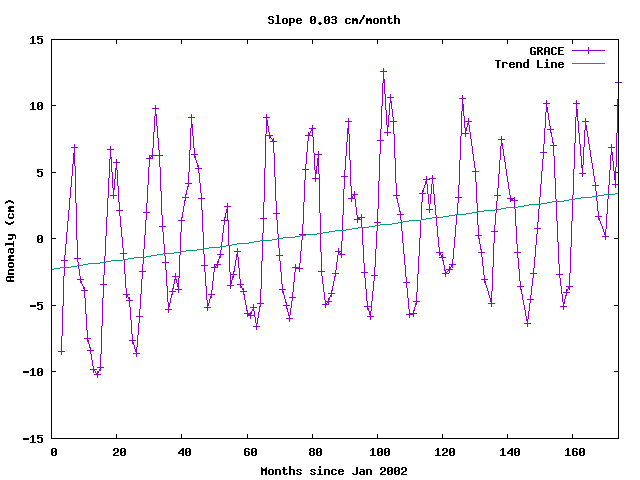 Slope 0.03 cm/month
15
GRACE
Trend Line
10
5
0
-5
-10
-15
Anomaly (cm)
0 20 40 60 80 100 120 140 160
Months since Jan 2002